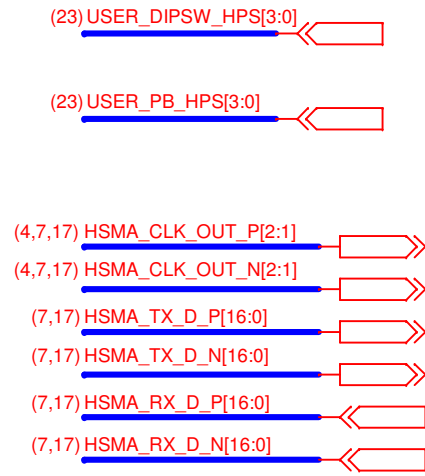 (23) USER_DIPSW_HPS[3:0]
(23) USER_PB_HPS[3:0]
(4,7,17) HSMA_CLK_OUT_P[2:1]
(4,7,17) HSMA_CLK_OUT_N[2:1]
(7,17) HSMA_TX_D_P[16:0]
(7,17) HSMA_TX_D_N[16:0]
(7,17) HSMA_RX_D_P[16:0]
(7,17) HSMA_RX_D_N[16:0]